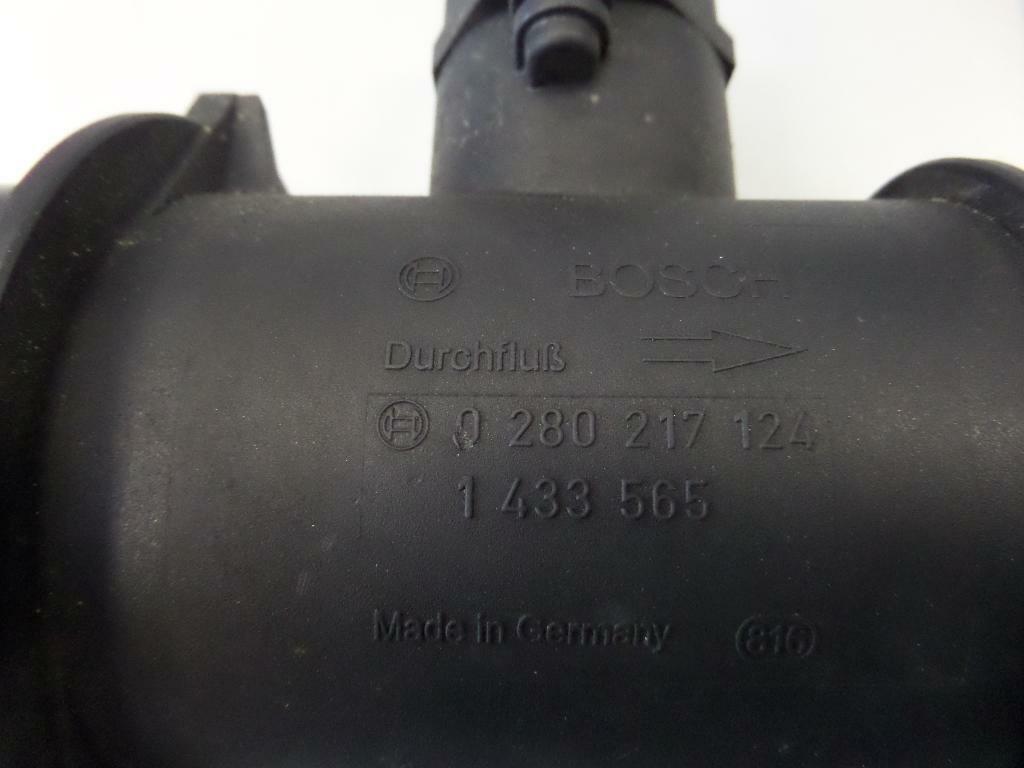 BOSCH
Durchfluß
0 280 217 124
1 433 565
Made in Germany 816